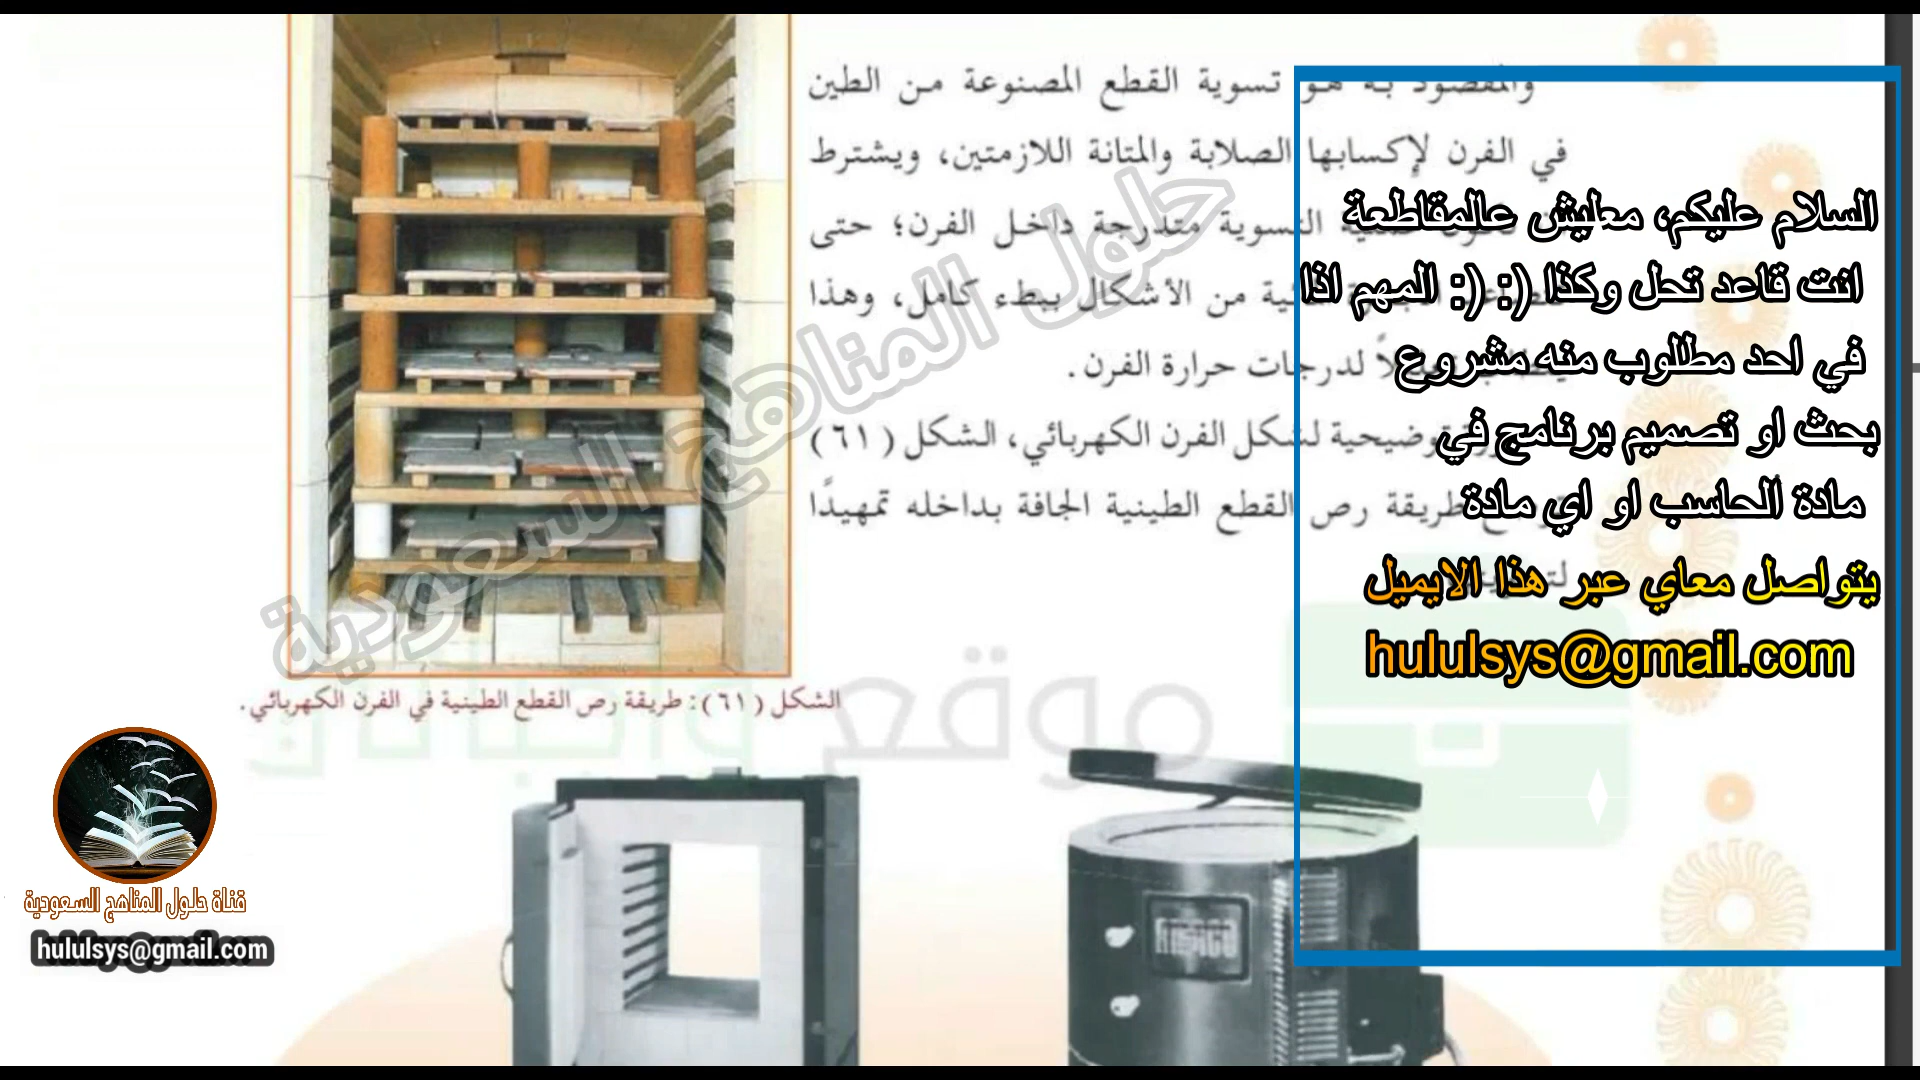 والمقصود به هو تسوية القطع المصنوعة من الطين
في الفرن لإكسابها الصلابة والمتانة اللازمتين، ويشترط
التسوية متدرجة داخل الفرن؛ حتى
من الأشكال ببطء كامل، وهذا
لدرجات حرارة الفرن.
توضيحية لشكل الفرن الكهربائي، الشكل (٦١)
طريقة رص القطع الطينية الجافة بداخله تمهيدًا
السلام عليكم، معليش عالمقاطعة
انت قاعد تحل وكذا (: (: المهم اذا
في احد مطلوب منه مشروع
بحث او تصميم برنامج في
مادة الحاسب او اي مادة
يتواصل معاي عبر هذا الايميل
hululsys@gmail.com
حلول المناهج السعودية
الشكل (٦١): طريقة رص القطع الطينية في الفرن الكهربائي.
موقع واجباتي
قناة حلول المناهج السعودية
hululsys@gmail.com